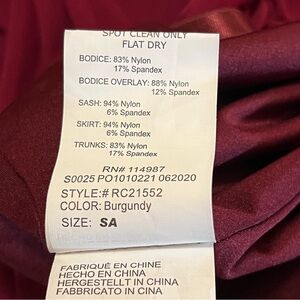 SPOT CLEAN ONLY
FLAT DRY
BODICE: 83% Nylon
17% Spandex
BODICE OVERLAY: 88% Nylon
12% Spandex
SASH: 94% Nylon
6% Spandex
SKIRT: 94% Nylon
6% Spandex
TRUNKS: 83% Nylon
17% Spandex
RN# 114987
S0025 PO1010221 062020
STYLE:# RC21552
COLOR: Burgundy
SIZE: SA
FABRIQUÉ EN CHINE
HECHO EN CHINA
HERGESTELLT IN CHINA
FABBRICATO IN CINA